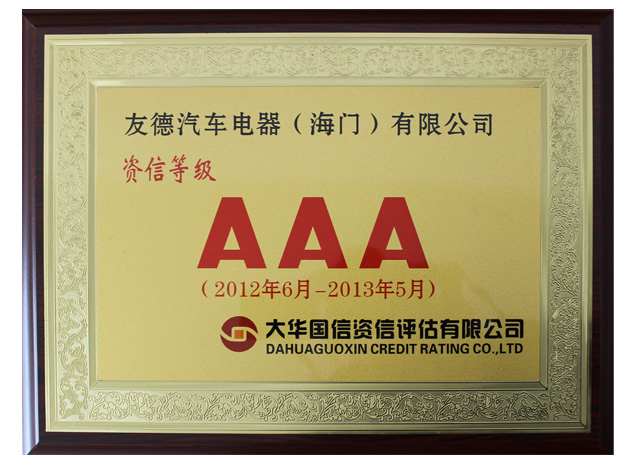 友德汽车电器（海门）有限公司
资信等级
AAA
（2012年6月-2013年5月）
大华国信资信评估有限公司
DAHUAGUOXIN CREDIT RATING CO.,LTD